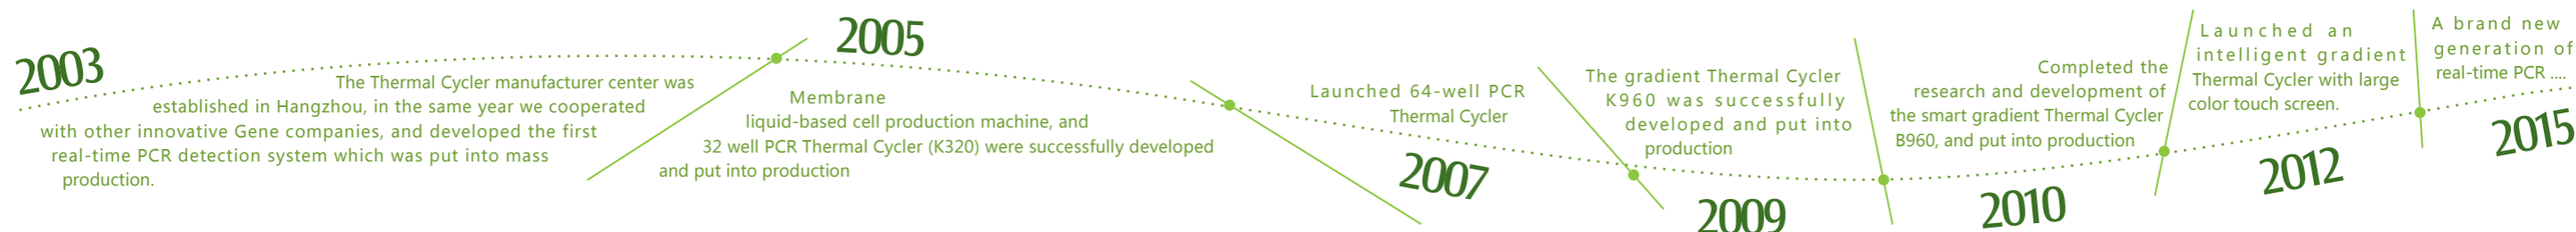 2003
The Thermal Cycler manufacturer center was
established in Hangzhou, in the same year we cooperated
with other innovative Gene companies, and developed the first
real-time PCR detection system which was put into mass
production.
2005
Membrane
liquid-based cell production machine, and
32 well PCR Thermal Cycler (K320) were successfully developed
and put into production
Launched 64-well PCR
Thermal Cycler
2007
The gradient Thermal Cycler
K960 was successfully
developed and put into
production
2009
Completed the
research and development of
the smart gradient Thermal Cycler
B960, and put into production
2010
Launched an
intelligent gradient
Thermal Cycler with large
color touch screen.
2012
A brand new
generation of
real-time PCR ....
2015